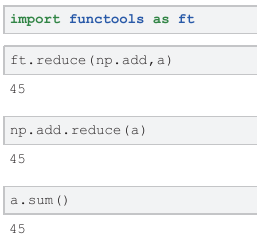 import functools as ft
ft.reduce(np.add,a)
45
np.add.reduce(a)
45
a.sum()
45